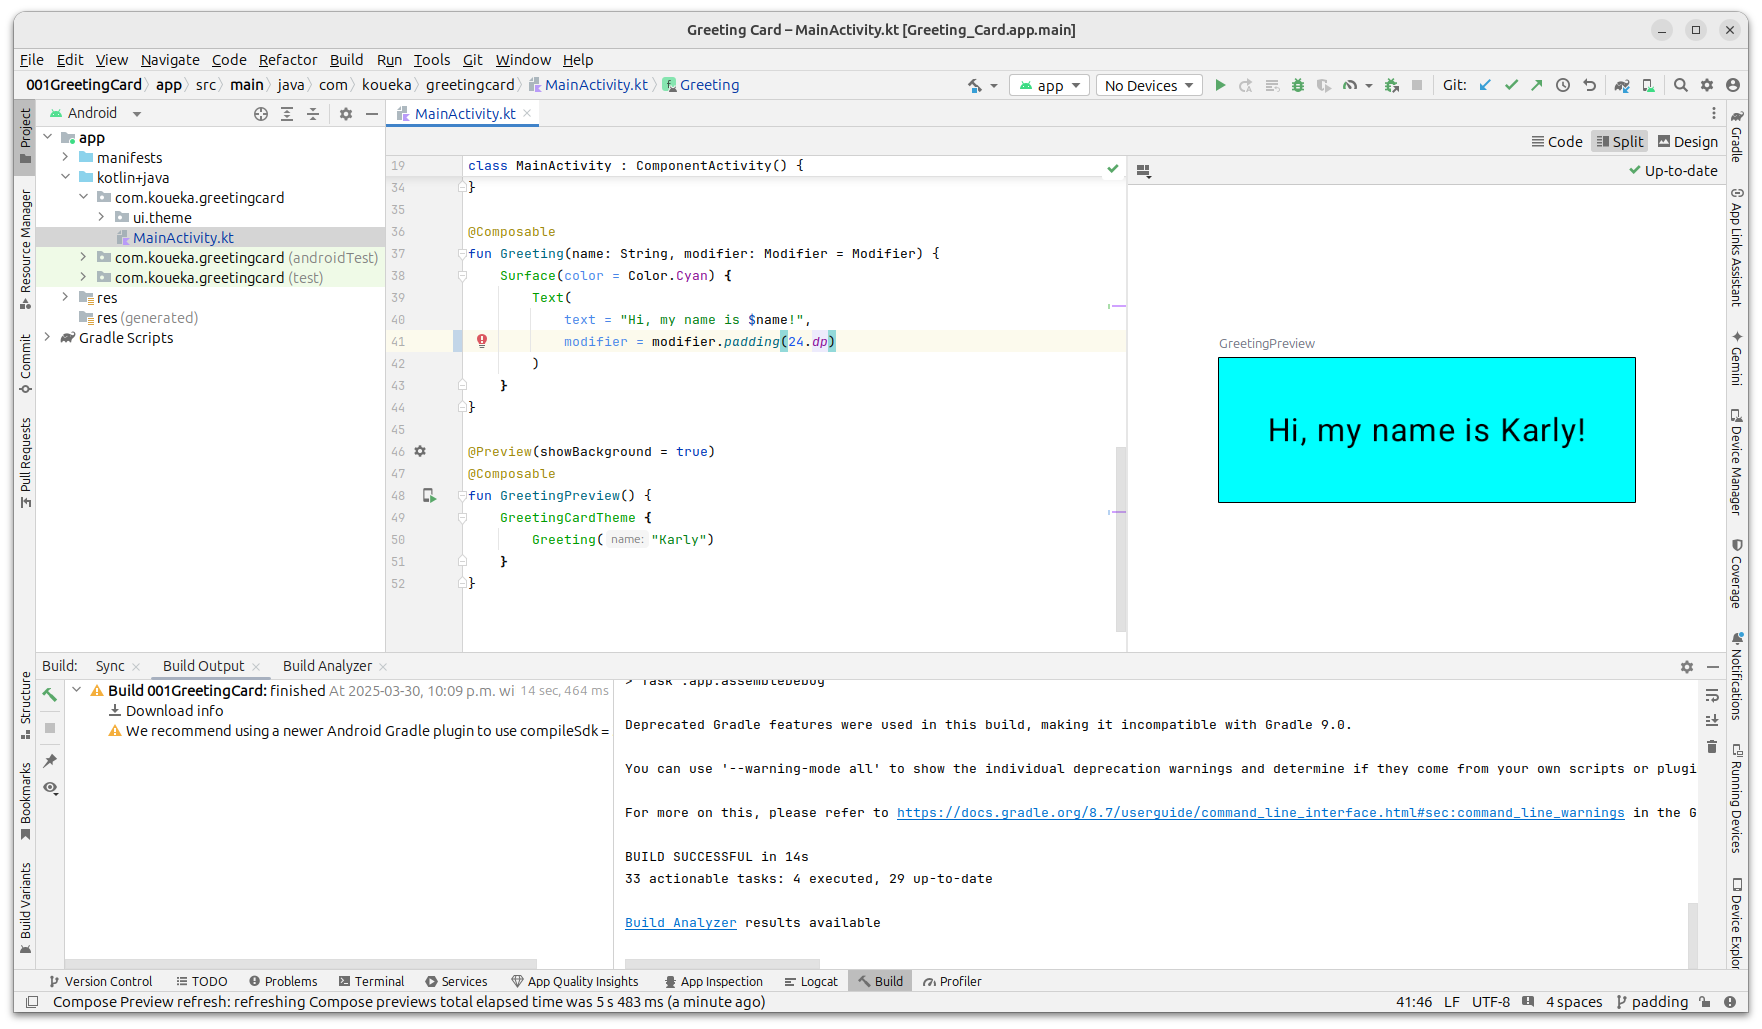 Greeting Card – MainActivity.kt [Greeting_Card.app.main]
File Edit View Navigate Code Refactor Build Run Tools Git Window Help
001GreetingCard app src main java com koueka greetingcard MainActivity.kt Greeting
app No Devices Git:
Project
Resource Manager
Commit
Pull Requests
Structure
Bookmarks
Build Variants
Android
app
manifests
kotlin+java
com.koueka.greetingcard
ui.theme
MainActivity.kt
com.koueka.greetingcard (androidTest)
com.koueka.greetingcard (test)
res
res (generated)
Gradle Scripts
MainActivity.kt
Code Split Design
Up-to-date
19 class MainActivity : ComponentActivity() {
34 }
35
36 @Composable
37 fun Greeting(name: String, modifier: Modifier = Modifier) {
38 Surface(color = Color.Cyan) {
39 Text(
40 text = "Hi, my name is $name!",
41 modifier = modifier.padding(24.dp)
42 )
43 }
44 }
45
46 @Preview(showBackground = true)
47 @Composable
48 fun GreetingPreview() {
49 GreetingCardTheme {
50 Greeting( name: "Karly")
51 }
52 }
GreetingPreview
Hi, my name is Karly!
Gradle
App Links Assistant
Gemini
Device Manager
Coverage
Notifications
Running Devices
Device Explor
Build: Sync Build Output Build Analyzer
Build 001GreetingCard: finished At 2025-03-30, 10:09 p.m. wi 14 sec, 464 ms
Download info
We recommend using a newer Android Gradle plugin to use compileSdk =
> Task :app:assembleDebug
Deprecated Gradle features were used in this build, making it incompatible with Gradle 9.0.
You can use '--warning-mode all' to show the individual deprecation warnings and determine if they come from your own scripts or plugi
For more on this, please refer to https://docs.gradle.org/8.7/userguide/command_line_interface.html#sec:command_line_warnings in the G
BUILD SUCCESSFUL in 14s
33 actionable tasks: 4 executed, 29 up-to-date
Build Analyzer results available
Version Control TODO Problems Terminal Services App Quality Insights App Inspection Logcat Build Profiler
Compose Preview refresh: refreshing Compose previews total elapsed time was 5 s 483 ms (a minute ago)
41:46 LF UTF-8 4 spaces padding